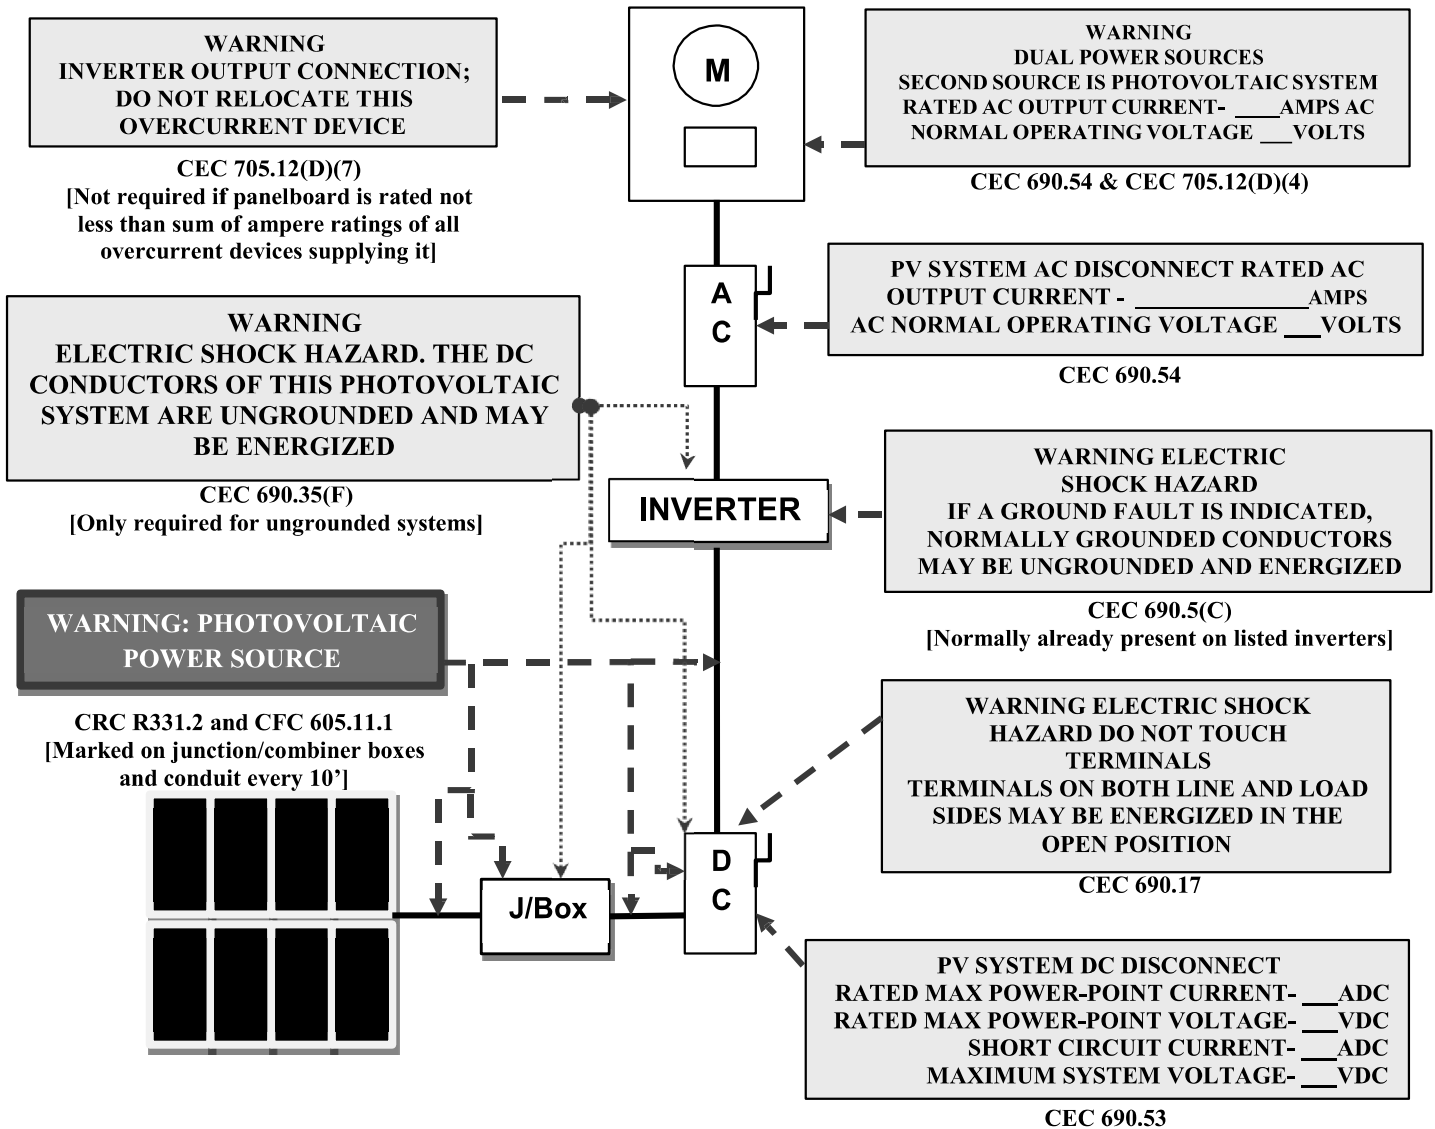 WARNING
INVERTER OUTPUT CONNECTION;
DO NOT RELOCATE THIS
OVERCURRENT DEVICE
CEC 705.12(D)(7)
[Not required if panelboard is rated not
less than sum of ampere ratings of all
overcurrent devices supplying it]
M
WARNING
DUAL POWER SOURCES
SECOND SOURCE IS PHOTOVOLTAIC SYSTEM
RATED AC OUTPUT CURRENT- ____AMPS AC
NORMAL OPERATING VOLTAGE ___VOLTS
CEC 690.54 & CEC 705.12(D)(4)
A
C
PV SYSTEM AC DISCONNECT RATED AC
OUTPUT CURRENT - ______________AMPS
AC NORMAL OPERATING VOLTAGE ___VOLTS
CEC 690.54
WARNING
ELECTRIC SHOCK HAZARD. THE DC
CONDUCTORS OF THIS PHOTOVOLTAIC
SYSTEM ARE UNGROUNDED AND MAY
BE ENERGIZED
CEC 690.35(F)
[Only required for ungrounded systems]
INVERTER
WARNING ELECTRIC
SHOCK HAZARD
IF A GROUND FAULT IS INDICATED,
NORMALLY GROUNDED CONDUCTORS
MAY BE UNGROUNDED AND ENERGIZED
CEC 690.5(C)
[Normally already present on listed inverters]
WARNING: PHOTOVOLTAIC
POWER SOURCE
CRC R331.2 and CFC 605.11.1
[Marked on junction/combiner boxes
and conduit every 10’]
WARNING ELECTRIC SHOCK
HAZARD DO NOT TOUCH
TERMINALS
TERMINALS ON BOTH LINE AND LOAD
SIDES MAY BE ENERGIZED IN THE
OPEN POSITION
CEC 690.17
J/Box
D
C
PV SYSTEM DC DISCONNECT
RATED MAX POWER-POINT CURRENT- ___ADC
RATED MAX POWER-POINT VOLTAGE- ___VDC
SHORT CIRCUIT CURRENT- ___ADC
MAXIMUM SYSTEM VOLTAGE- ___VDC
CEC 690.53